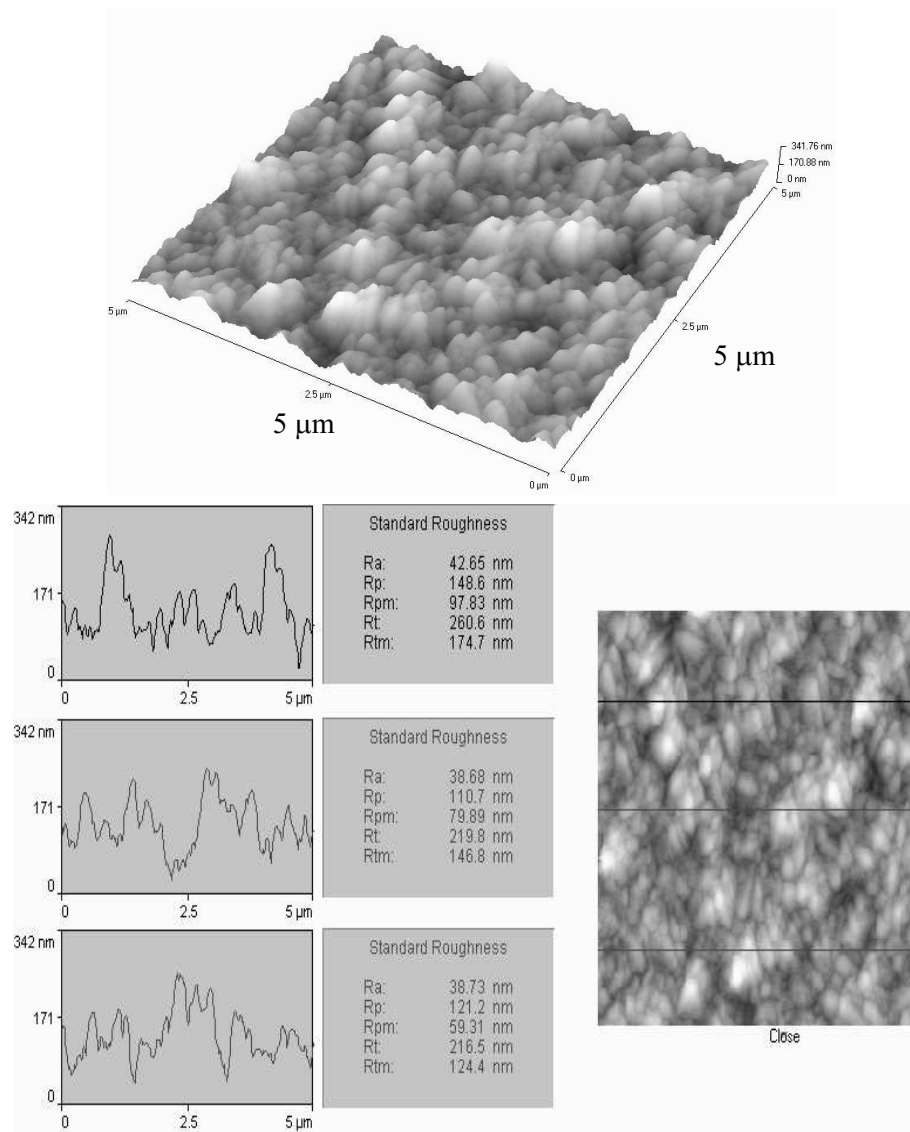 341.76 nm
170.88 nm
0 nm
5 µm
5 µm
2.5 µm
5 µm
2.5 µm
5 µm
0 µm
0 µm
342 nm
171
0
0
2.5
5 µm
Standard Roughness
Ra: 42.65 nm
Rp: 148.6 nm
Rpm: 97.83 nm
Rt: 260.6 nm
Rtm: 174.7 nm
342 nm
171
0
0
2.5
5 µm
Standard Roughness
Ra: 38.68 nm
Rp: 110.7 nm
Rpm: 79.89 nm
Rt: 219.8 nm
Rtm: 146.8 nm
342 nm
171
0
0
2.5
5 µm
Standard Roughness
Ra: 38.73 nm
Rp: 121.2 nm
Rpm: 59.31 nm
Rt: 216.5 nm
Rtm: 124.4 nm
Close